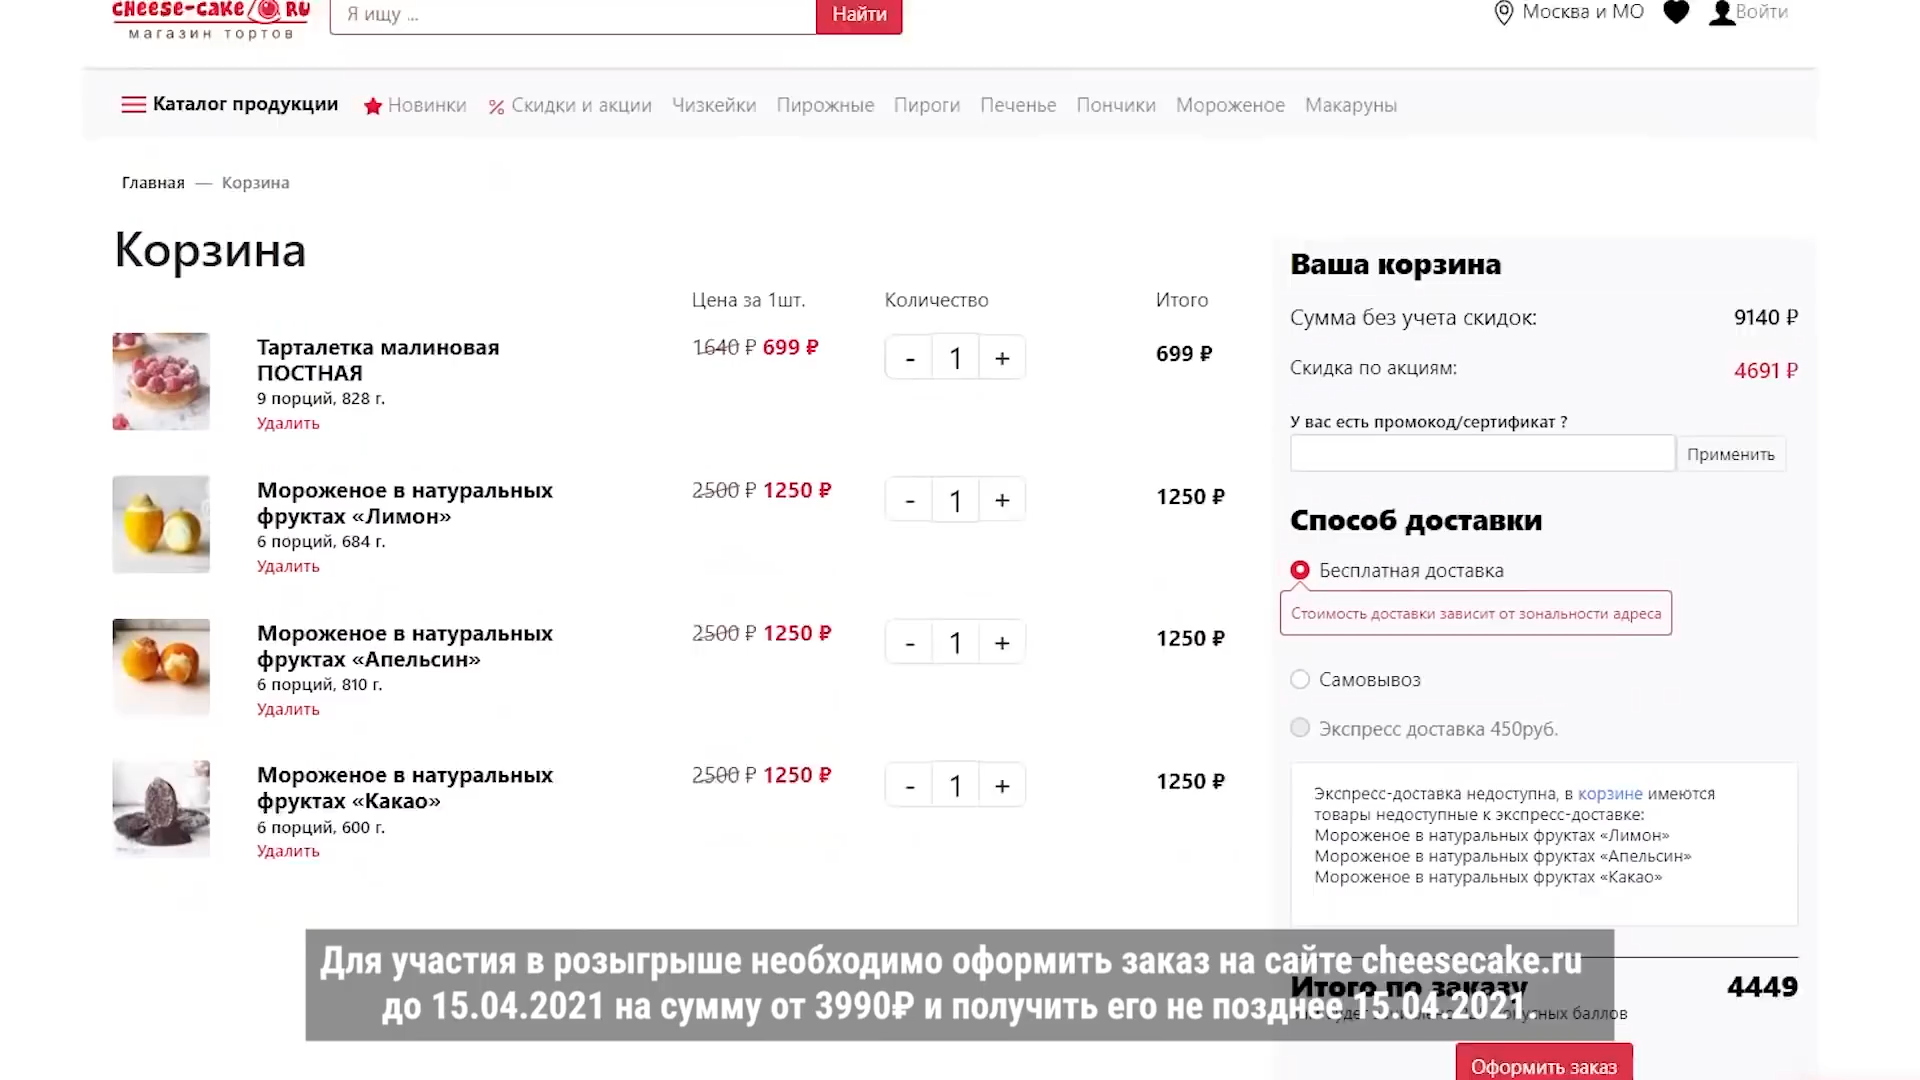 cheese-cake RU
магазин тортов
Я ищу ...
Найти
Москва и МО
Войти
Каталог продукции
Новинки
% Скидки и акции
Чизкейки
Пирожные
Пироги
Печенье
Пончики
Мороженое
Макаруны
Главная — Корзина
Корзина
Цена за 1шт.
Количество
Итого
Тарталетка малиновая
ПОСТНАЯ
9 порций, 828 г.
Удалить
1640 ₽ 699 ₽
- 1 +
699 ₽
Мороженое в натуральных
фруктах «Лимон»
6 порций, 684 г.
Удалить
2500 ₽ 1250 ₽
- 1 +
1250 ₽
Мороженое в натуральных
фруктах «Апельсин»
6 порций, 810 г.
Удалить
2500 ₽ 1250 ₽
- 1 +
1250 ₽
Мороженое в натуральных
фруктах «Какао»
6 порций, 600 г.
Удалить
2500 ₽ 1250 ₽
- 1 +
1250 ₽
Ваша корзина
Сумма без учета скидок: 9140 ₽
Скидка по акциям: 4691 ₽
У вас есть промокод/сертификат ?
Применить
Способ доставки
Бесплатная доставка
Стоимость доставки зависит от зональности адреса
Самовывоз
Экспресс доставка 450руб.
Экспресс-доставка недоступна, в корзине имеются
товары недоступные к экспресс-доставке:
Мороженое в натуральных фруктах «Лимон»
Мороженое в натуральных фруктах «Апельсин»
Мороженое в натуральных фруктах «Какао»
Итого по заказу 4449
баллов
Оформить заказ
Для участия в розыгрыше необходимо оформить заказ на сайте cheesecake.ru
до 15.04.2021 на сумму от 3990₽ и получить его не позднее 15.04.2021.